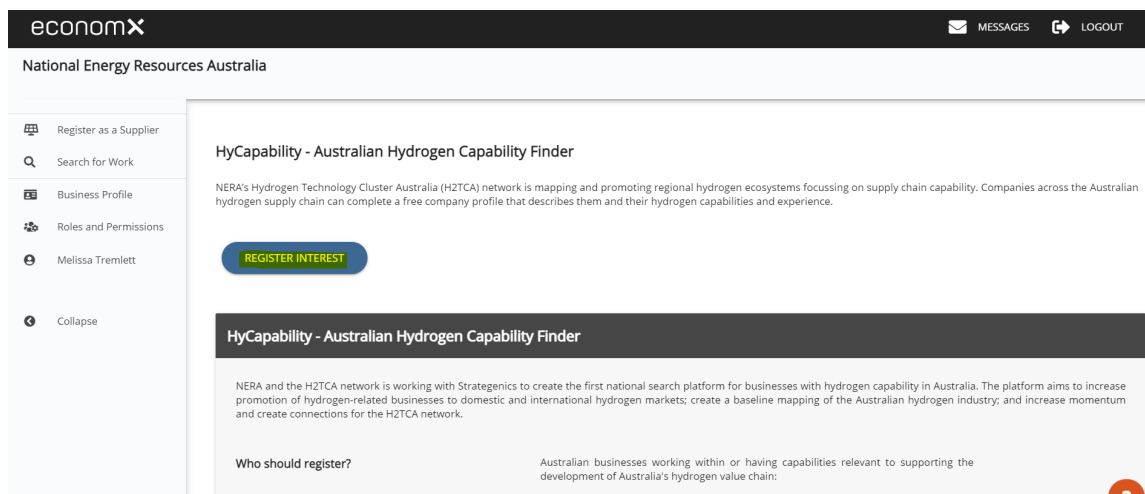 economx
MESSAGES
LOGOUT
National Energy Resources Australia
Register as a Supplier
Search for Work
Business Profile
Roles and Permissions
Melissa Tremlett
Collapse
HyCapability - Australian Hydrogen Capability Finder
NERA's Hydrogen Technology Cluster Australia (H2TCA) network is mapping and promoting regional hydrogen ecosystems focussing on supply chain capability. Companies across the Australian
hydrogen supply chain can complete a free company profile that describes them and their hydrogen capabilities and experience.
REGISTER INTEREST
HyCapability - Australian Hydrogen Capability Finder
NERA and the H2TCA network is working with Strategenics to create the first national search platform for businesses with hydrogen capability in Australia. The platform aims to increase
promotion of hydrogen-related businesses to domestic and international hydrogen markets; create a baseline mapping of the Australian hydrogen industry; and increase momentum
and create connections for the H2TCA network.
Who should register?
Australian businesses working within or having capabilities relevant to supporting the
development of Australia's hydrogen value chain: